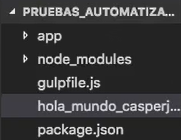 PRUEBAS_AUTOMATIZA...
app
node_modules
gulpfile.js
hola_mundo_casperj...
package.json